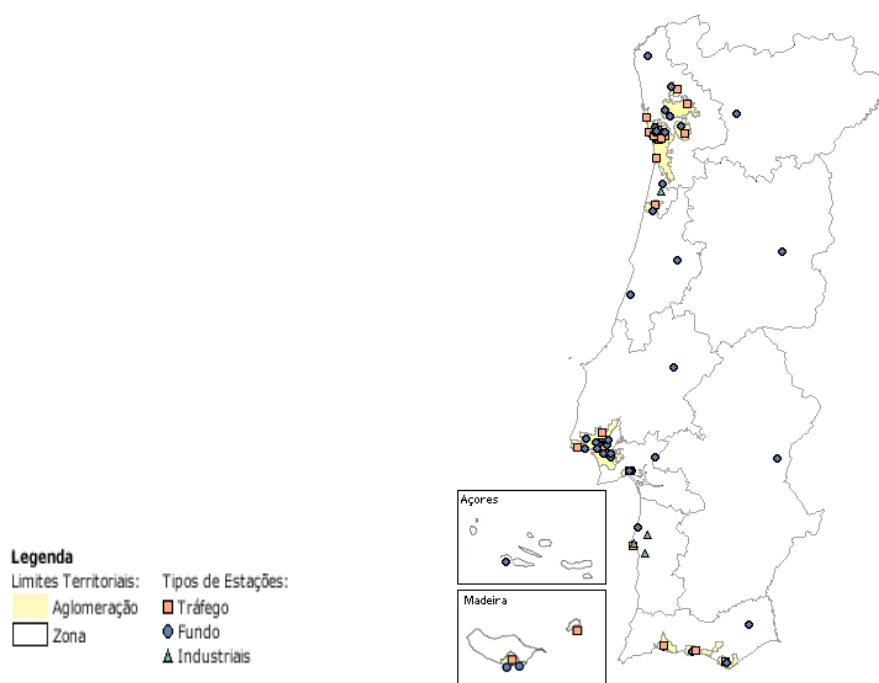 Açores
Madeira
Legenda
Limites Territoriais: Tipos de Estações:
Aglomeração Tráfego
Zona Fundo
Industriais